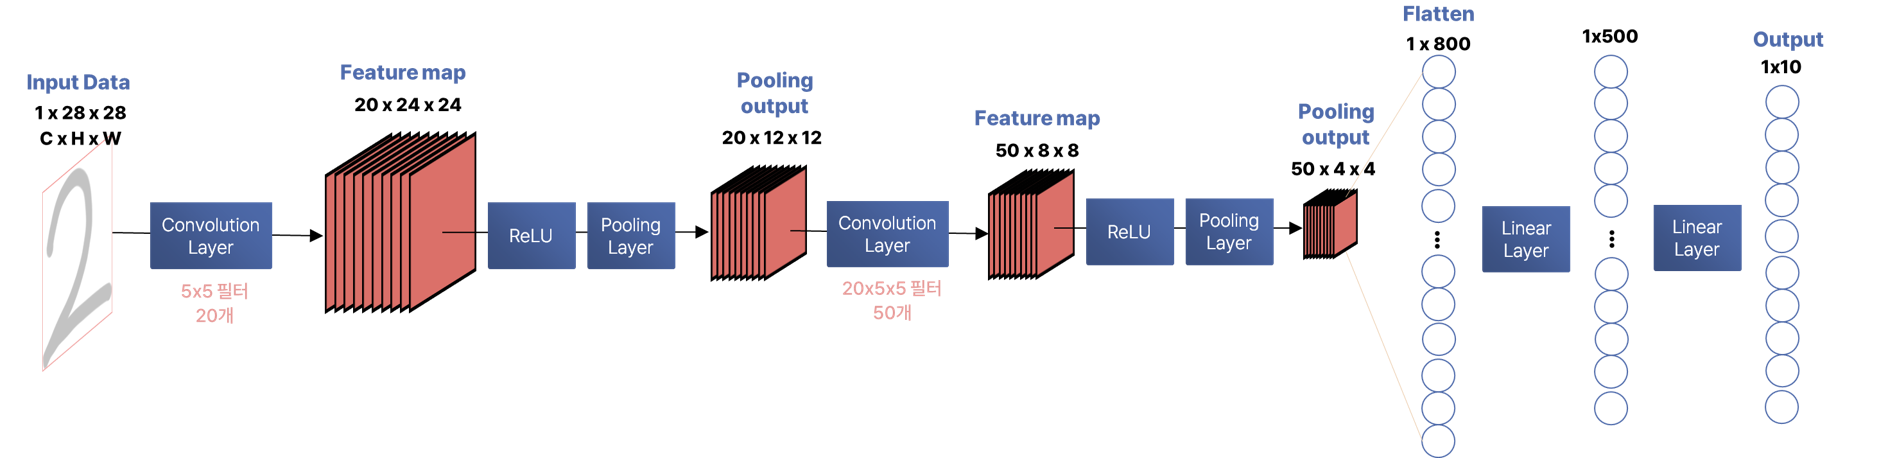 Input Data
1 x 28 x 28
C x H x W
Convolution
Layer
5x5 필터
20개
Feature map
20 x 24 x 24
ReLU
Pooling
Layer
Pooling
output
20 x 12 x 12
Convolution
Layer
20x5x5 필터
50개
Feature map
50 x 8 x 8
ReLU
Pooling
Layer
Pooling
output
50 x 4 x 4
Flatten
1 x 800
Linear
Layer
1x500
Linear
Layer
Output
1x10